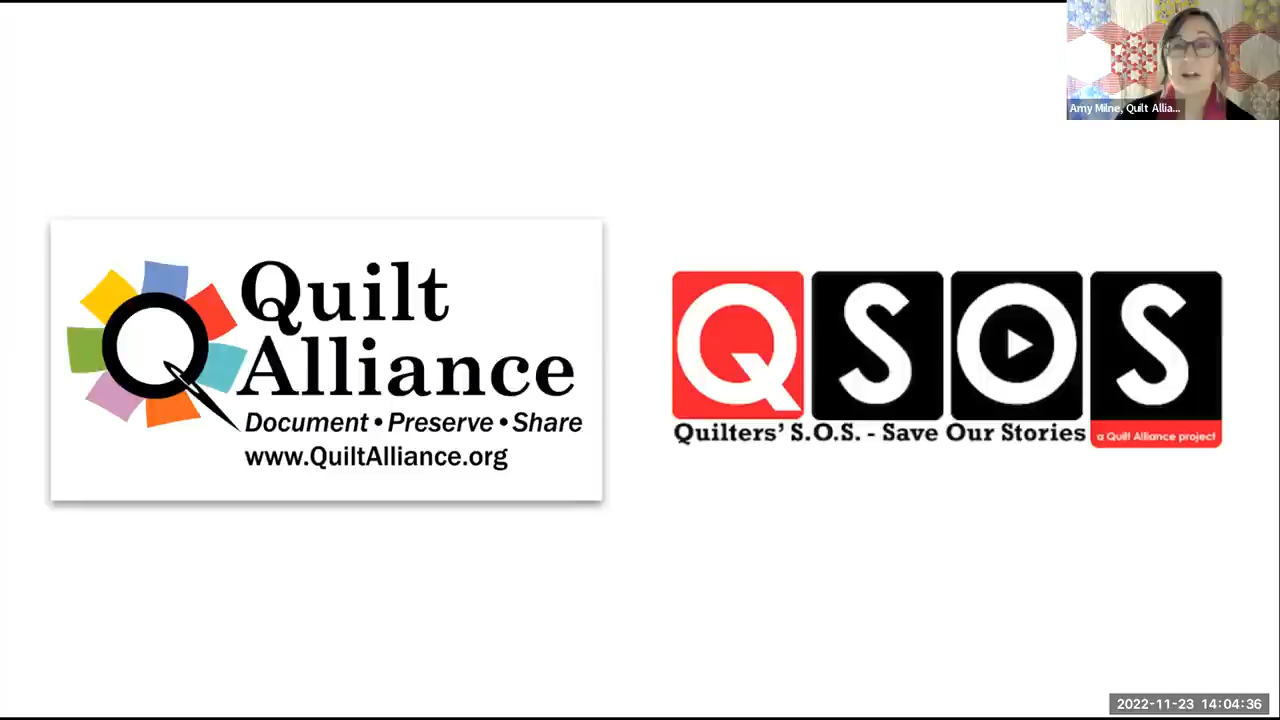 Amy Milne, Quilt Allia...
Quilt
Alliance
Document • Preserve • Share
www.QuiltAlliance.org
QSOS
Quilters' S.O.S. - Save Our Stories
a Quilt Alliance project
2022-11-23 14:04:36